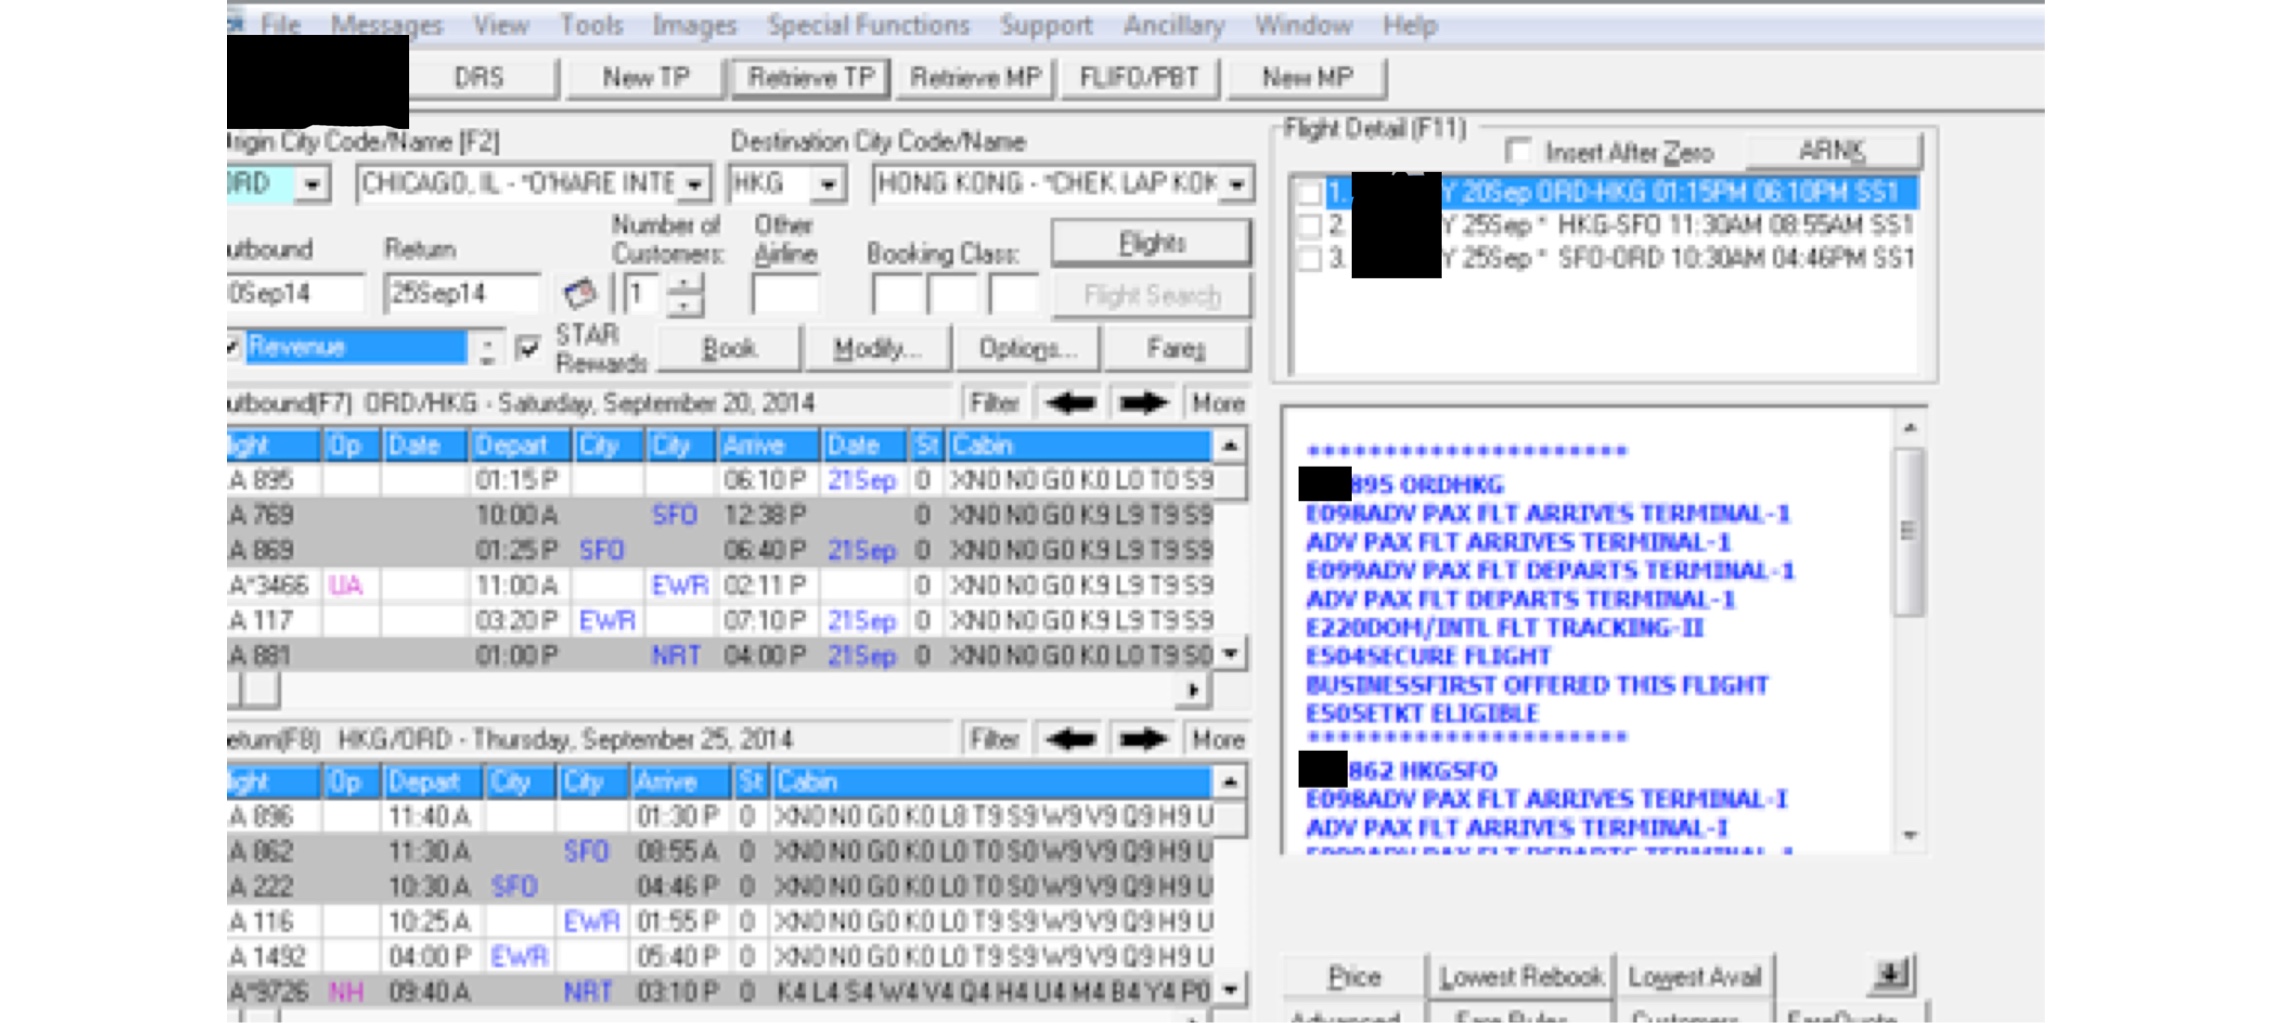 File Messages View Tools Images Special Functions Support Ancillary Window Help
DRS New TP Retrieve TP Retrieve MP FLIFO/PBT New MP
rigin City Code/Name [F2] Destination City Code/Name
ORD CHICAGO, IL - *O'HARE INTE HKG HONG KONG - *CHEK LAP KOK
utbound Return Number of Customers: Other Airline Booking Class: Flights
0Sep14 25Sep14 1 Flight Search
Revenue STAR Rewards Book Modify... Options... Fares
Flight Detail (F11)
Insert After Zero ARNK
1. Y 20Sep ORD-HKG 01:15PM 06:10PM SS1
2. Y 25Sep * HKG-SFO 11:30AM 08:55AM SS1
3. Y 25Sep * SFO-ORD 10:30AM 04:46PM SS1
utbound(F7) ORD/HKG - Saturday, September 20, 2014 Filter More
ight Op Date Depart City City Arrive Date St Cabin
A 895 01:15 P 06:10 P 21Sep 0 XN0 N0 G0 K0 L0 T0 S9
A 769 10:00 A SFO 12:38 P 0 XN0 N0 G0 K9 L9 T9 S9
A 869 01:25 P SFO 06:40 P 21Sep 0 XN0 N0 G0 K9 L9 T9 S9
A*3466 UA 11:00 A EWR 02:11 P 0 XN0 N0 G0 K9 L9 T9 S9
A 117 03:20 P EWR 07:10 P 21Sep 0 XN0 N0 G0 K9 L9 T9 S9
A 881 01:00 P NRT 04:00 P 21Sep 0 XN0 N0 G0 K0 L0 T9 S0
eturn(F8) HKG/ORD - Thursday, September 25, 2014 Filter More
ight Op Depart City City Arrive St Cabin
A 896 11:40 A 01:30 P 0 XN0 N0 G0 K0 L8 T9 S9 W9 V9 Q9 H9 U
A 862 11:30 A SFO 08:55 A 0 XN0 N0 G0 K0 L0 T0 S0 W9 V9 Q9 H9 U
A 222 10:30 A SFO 04:46 P 0 XN0 N0 G0 K0 L0 T0 S0 W9 V9 Q9 H9 U
A 116 10:25 A EWR 01:55 P 0 XN0 N0 G0 K0 L0 T9 S9 W9 V9 Q9 H9 U
A 1492 04:00 P EWR 05:40 P 0 XN0 N0 G0 K0 L0 T9 S9 W9 V9 Q9 H9 U
A*9726 NH 09:40 A NRT 03:10 P 0 K4 L4 S4 W4 V4 Q4 H4 U4 M4 B4 Y4 P0
**********************
895 ORDHKG
E098ADV PAX FLT ARRIVES TERMINAL-1
ADV PAX FLT ARRIVES TERMINAL-1
E099ADV PAX FLT DEPARTS TERMINAL-1
ADV PAX FLT DEPARTS TERMINAL-1
E220DOM/INTL FLT TRACKING-II
E504SECURE FLIGHT
BUSINESSFIRST OFFERED THIS FLIGHT
E505ETKT ELIGIBLE
**********************
862 HKGSFO
E098ADV PAX FLT ARRIVES TERMINAL-I
ADV PAX FLT ARRIVES TERMINAL-I
E099ADV PAX FLT DEPARTS TERMINAL-1
Price Lowest Rebook Lowest Avail
Advanced Fare Rules Customers FareQuote